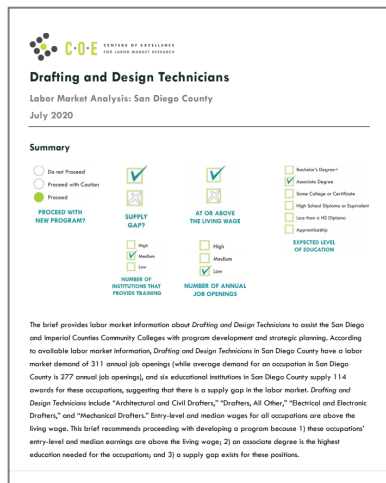 C·O·E CENTERS OF EXCELLENCE
FOR LABOR MARKET RESEARCH
Drafting and Design Technicians
Labor Market Analysis: San Diego County
July 2020
Summary
Do not Proceed
Proceed with Caution
Proceed
PROCEED WITH
NEW PROGRAM?
SUPPLY
GAP?
AT OR ABOVE
THE LIVING WAGE
Bachelor's Degree+
Associate Degree
Some College or Certificate
High School Diploma or Equivalent
Less than a HS Diploma
Apprenticeship
EXPECTED LEVEL
OF EDUCATION
High
Medium
Low
NUMBER OF
INSTITUTIONS THAT
PROVIDE TRAINING
High
Medium
Low
NUMBER OF ANNUAL
JOB OPENINGS
The brief provides labor market information about Drafting and Design Technicians to assist the San Diego
and Imperial Counties Community Colleges with program development and strategic planning. According
to available labor market information, Drafting and Design Technicians in San Diego County have a labor
market demand of 311 annual job openings (while average demand for an occupation in San Diego
County is 277 annual job openings), and six educational institutions in San Diego County supply 114
awards for these occupations, suggesting that there is a supply gap in the labor market. Drafting and
Design Technicians include "Architectural and Civil Drafters," "Drafters, All Other," "Electrical and Electronic
Drafters," and "Mechanical Drafters." Entry-level and median wages for all occupations are above the
living wage. This brief recommends proceeding with developing a program because 1) these occupations'
entry-level and median earnings are above the living wage; 2) an associate degree is the highest
education needed for the occupations; and 3) a supply gap exists for these positions.